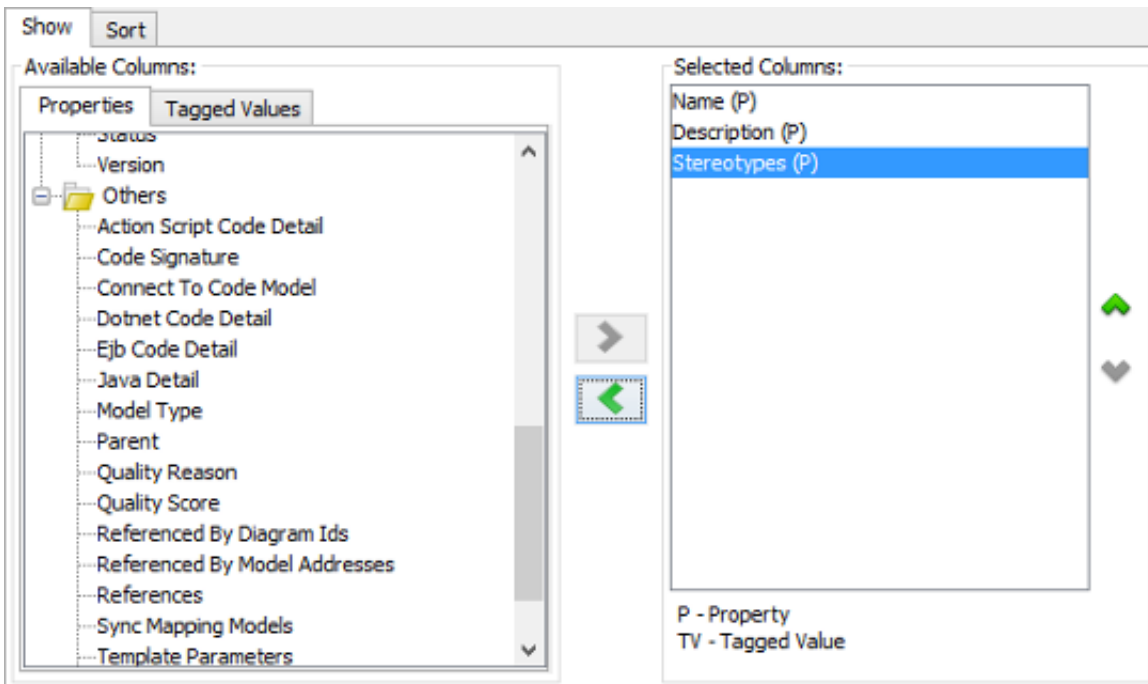 Show
Sort
Available Columns:
Properties
Tagged Values
Status
Version
Others
Action Script Code Detail
Code Signature
Connect To Code Model
Dotnet Code Detail
Ejb Code Detail
Java Detail
Model Type
Parent
Quality Reason
Quality Score
Referenced By Diagram Ids
Referenced By Model Addresses
References
Sync Mapping Models
Template Parameters
Selected Columns:
Name (P)
Description (P)
Stereotypes (P)
P - Property
TV - Tagged Value